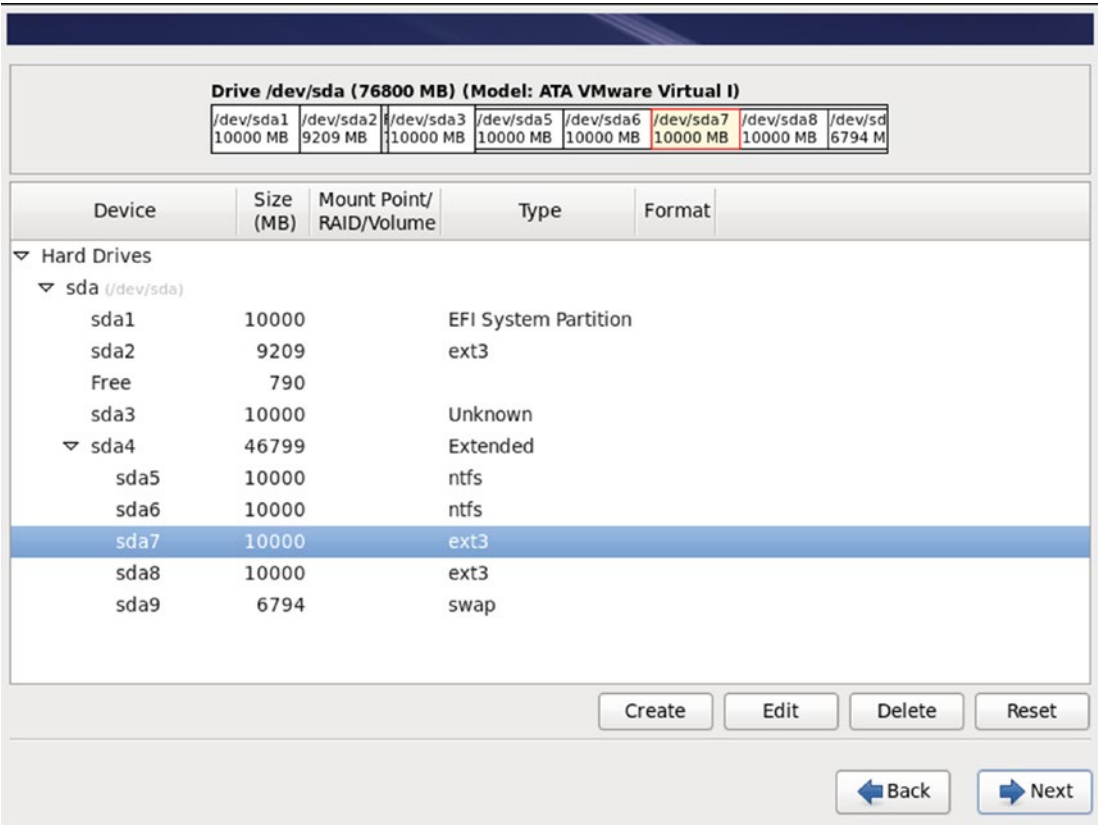 Drive /dev/sda (76800 MB) (Model: ATA VMware Virtual I)
/dev/sda1 /dev/sda2 /dev/sda3 /dev/sda5 /dev/sda6 /dev/sda7 /dev/sda8 /dev/sd
10000 MB 9209 MB 10000 MB 10000 MB 10000 MB 10000 MB 10000 MB 6794 M
Device Size (MB) Mount Point/ RAID/Volume Type Format
Hard Drives
sda (/dev/sda)
sda1 10000 EFI System Partition
sda2 9209 ext3
Free 790
sda3 10000 Unknown
sda4 46799 Extended
sda5 10000 ntfs
sda6 10000 ntfs
sda7 10000 ext3
sda8 10000 ext3
sda9 6794 swap
Create Edit Delete Reset
Back Next